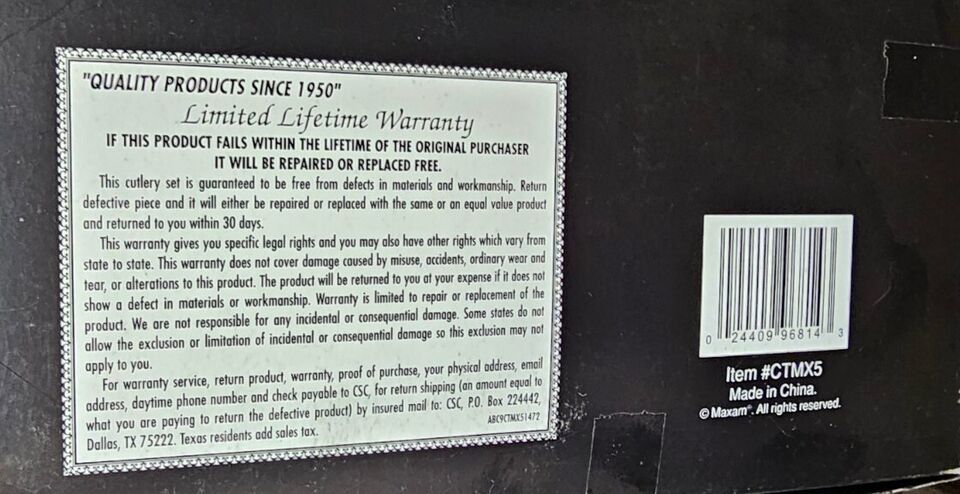 "QUALITY PRODUCTS SINCE 1950"
Limited Lifetime Warranty
IF THIS PRODUCT FAILS WITHIN THE LIFETIME OF THE ORIGINAL PURCHASER
IT WILL BE REPAIRED OR REPLACED FREE.
This cutlery set is guaranteed to be free from defects in materials and workmanship. Return
defective piece and it will either be repaired or replaced with the same or an equal value product
and returned to you within 30 days.
This warranty gives you specific legal rights and you may also have other rights which vary from
state to state. This warranty does not cover damage caused by misuse, accidents, ordinary wear and
tear, or alterations to this product. The product will be returned to you at your expense if it does not
show a defect in materials or workmanship. Warranty is limited to repair or replacement of the
product. We are not responsible for any incidental or consequential damage. Some states do not
allow the exclusion or limitation of incidental or consequential damage so this exclusion may not
apply to you.
For warranty service, return product, warranty, proof of purchase, your physical address, email
address, daytime phone number and check payable to CSC, for return shipping (an amount equal to
what you are paying to return the defective product) by insured mail to: CSC, P.O. Box 224442,
Dallas, TX 75222. Texas residents add sales tax.
ABC9CTMX51472
0 24409 96814 3
Item #CTMX5
Made in China.
© Maxam®. All rights reserved.